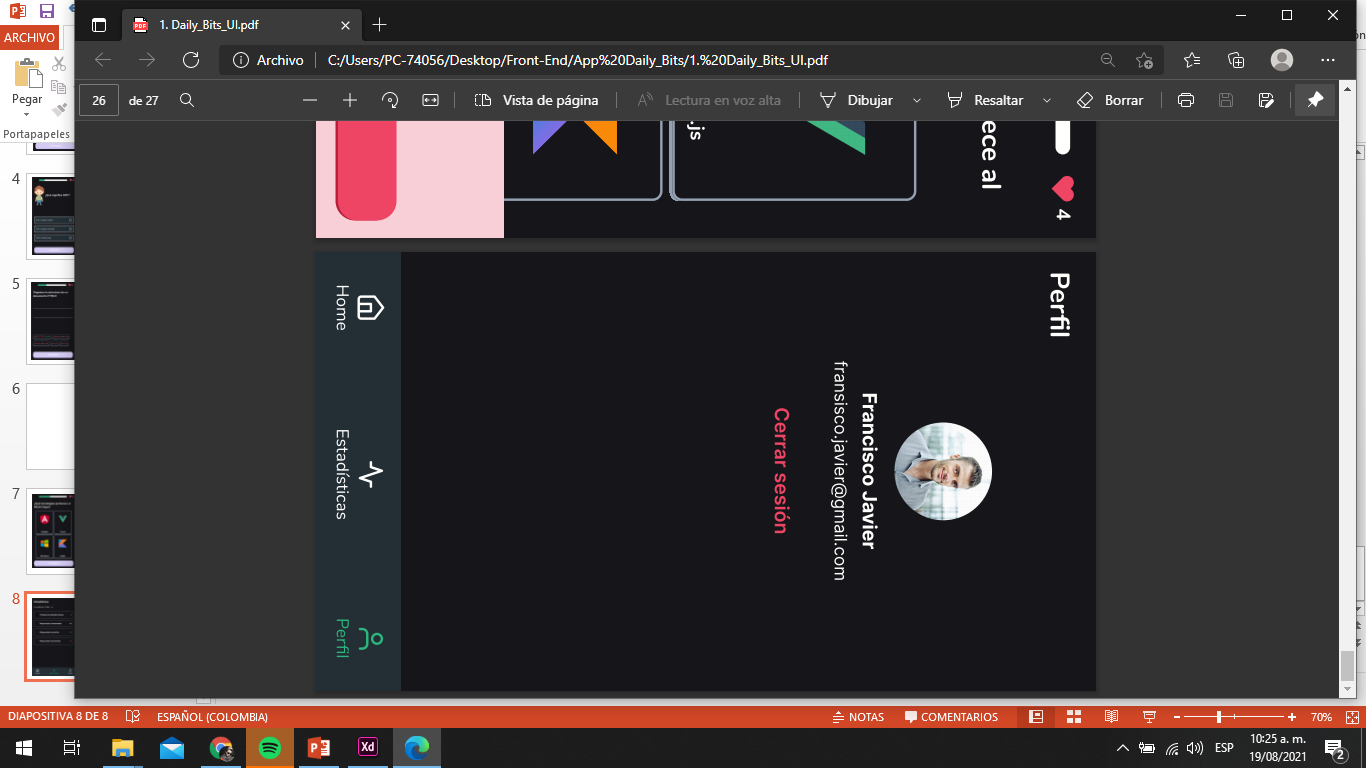 ARCHIVO
Pegar
Portapapeles
4
5
6
7
8
1. Daily_Bits_UI.pdf
Archivo
C:/Users/PC-74056/Desktop/Front-End/App%20Daily_Bits/1.%20Daily_Bits_UI.pdf
26
de 27
Vista de página
Lectura en voz alta
Dibujar
Resaltar
Borrar
4
ece al
.js
Perfil
Francisco Javier
fransisco.javier@gmail.com
Cerrar sesión
Home
Estadísticas
Perfil
DIAPOSITIVA 8 DE 8
ESPAÑOL (COLOMBIA)
NOTAS
COMENTARIOS
70%
Xd
ESP
10:25 a. m.
19/08/2021
2